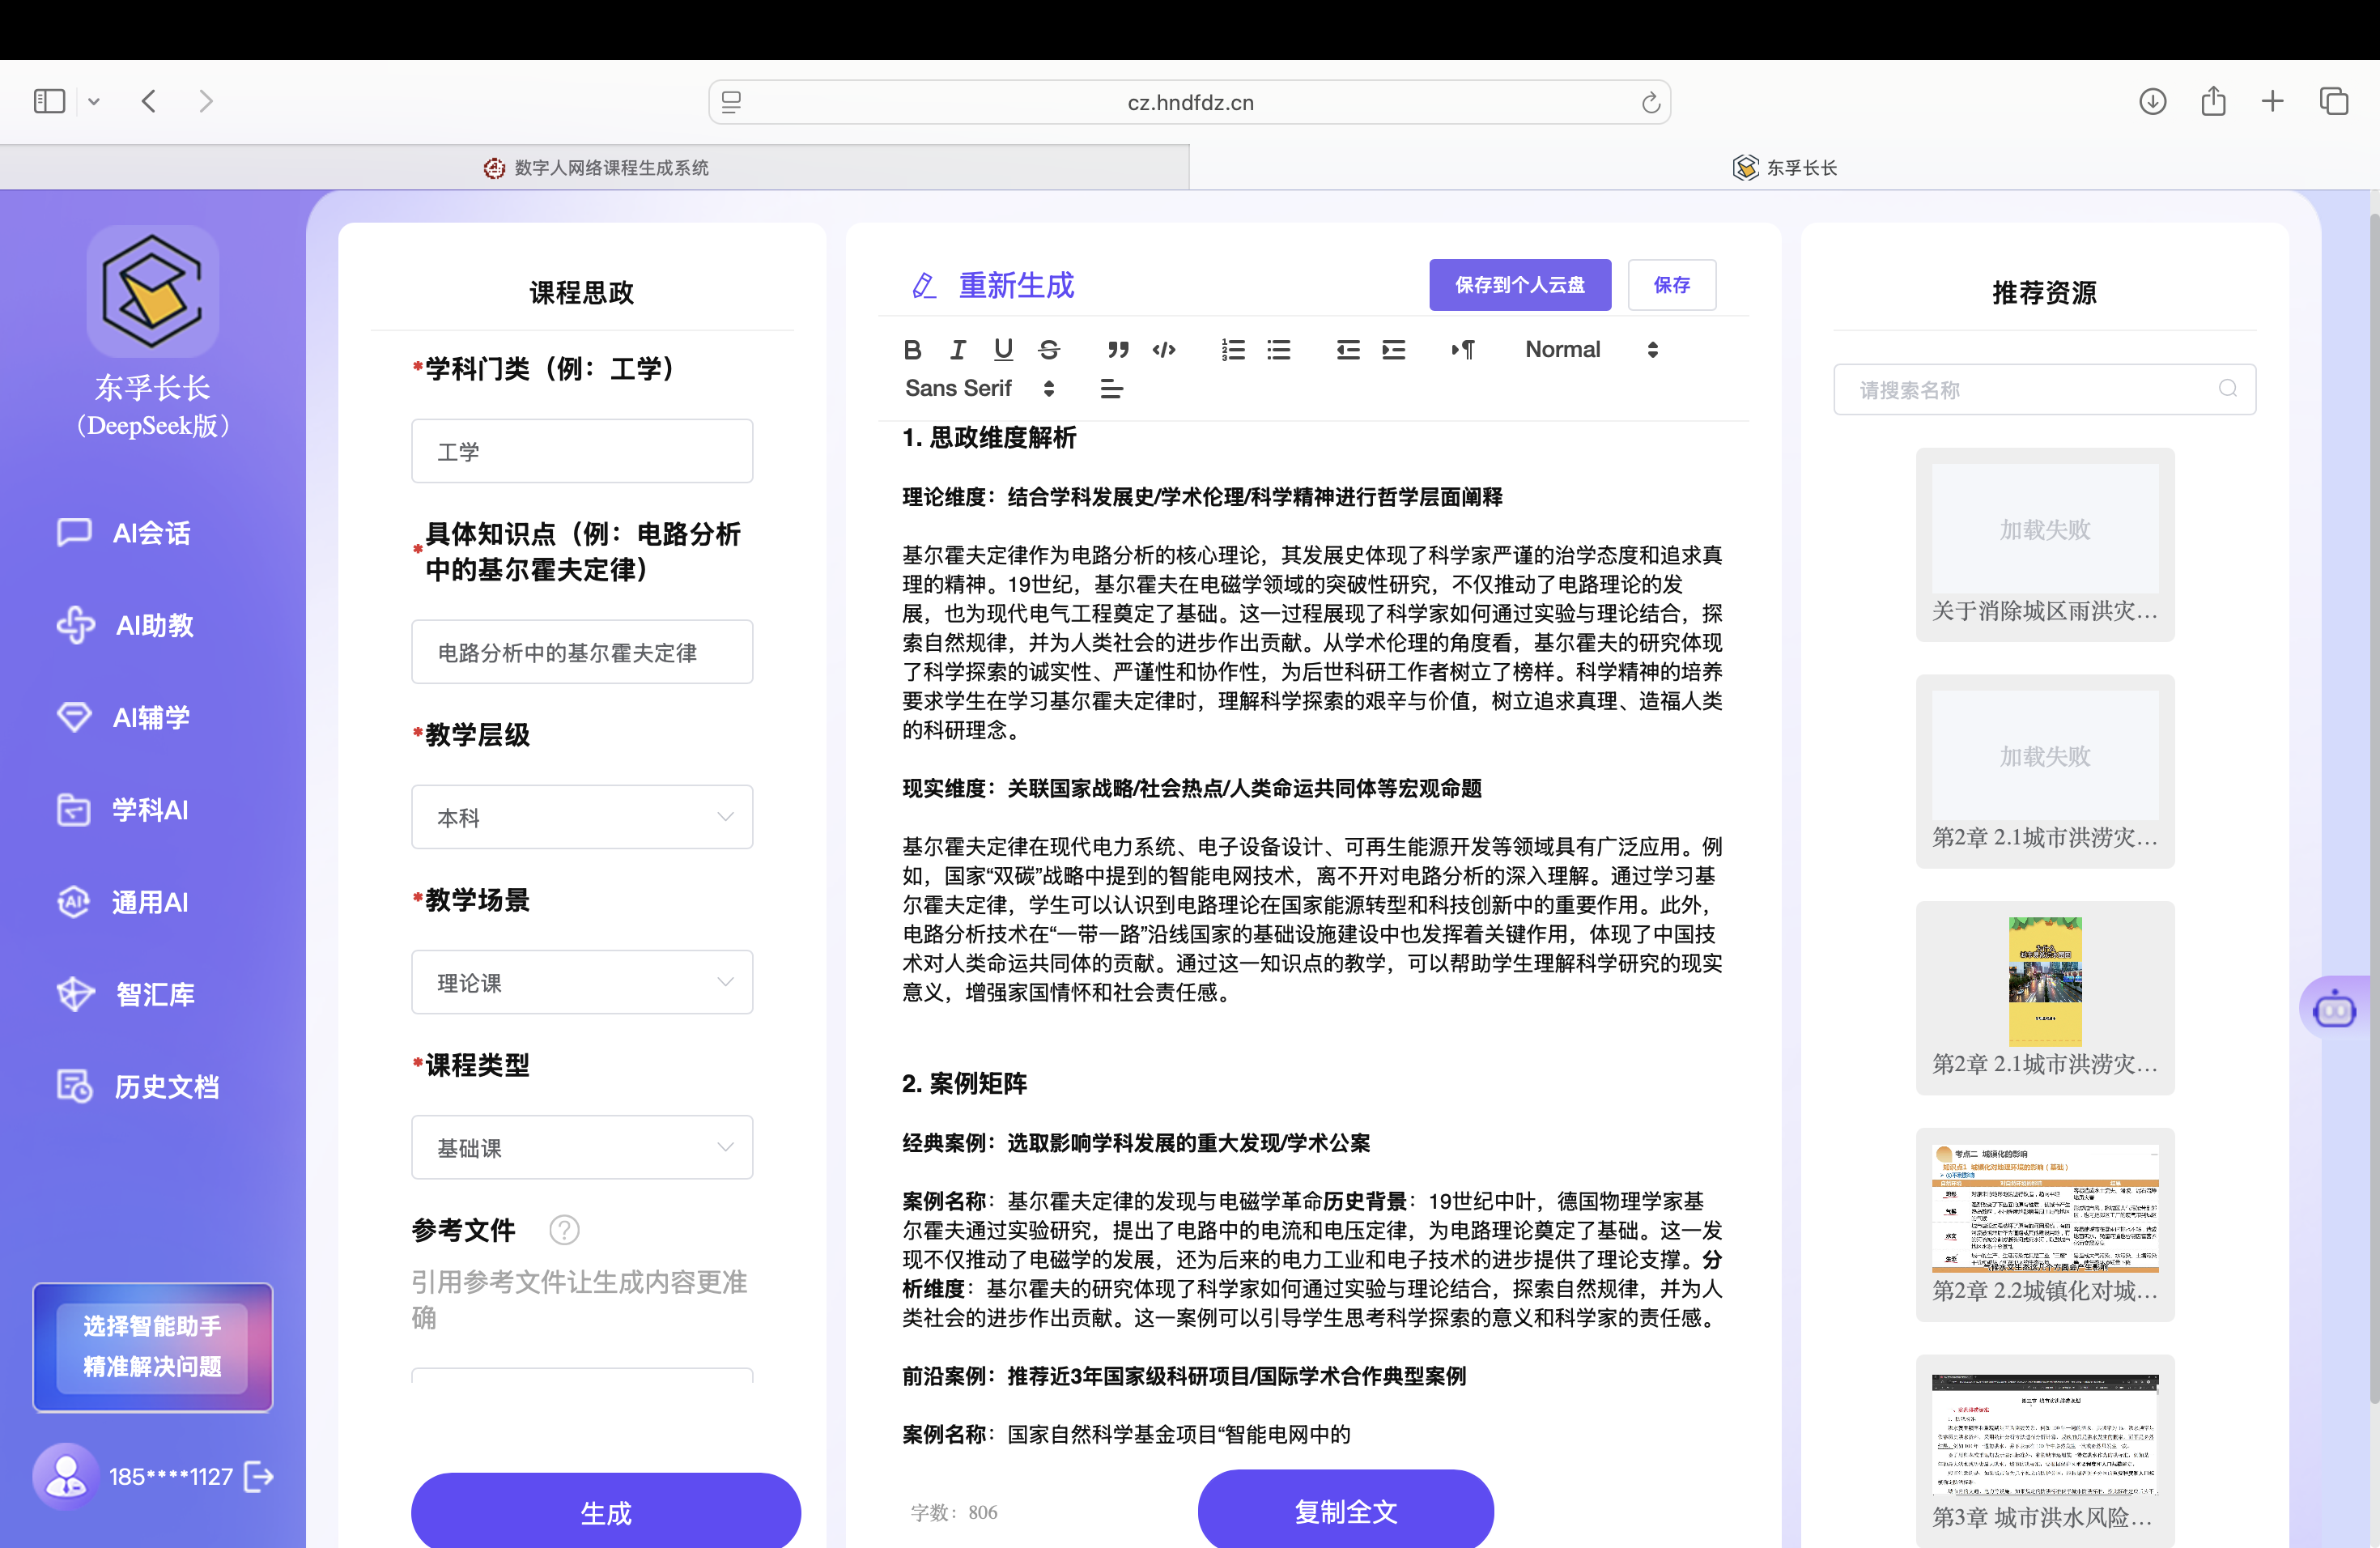 cz.hndfdz.cn
数字人网络课程生成系统
东孚长长
东孚长长
（DeepSeek版）
AI会话
AI助教
AI辅学
学科AI
通用AI
智汇库
历史文档
选择智能助手
精准解决问题
185****1127
课程思政
*学科门类（例：工学）
工学
*具体知识点（例：电路分析
中的基尔霍夫定律）
电路分析中的基尔霍夫定律
*教学层级
本科
*教学场景
理论课
*课程类型
基础课
参考文件
引用参考文件让生成内容更准
确
生成
重新生成
保存到个人云盘
保存
Normal
Sans Serif
1. 思政维度解析
理论维度：结合学科发展史/学术伦理/科学精神进行哲学层面阐释
基尔霍夫定律作为电路分析的核心理论，其发展史体现了科学家严谨的治学态度和追求真
理的精神。19世纪，基尔霍夫在电磁学领域的突破性研究，不仅推动了电路理论的发
展，也为现代电气工程奠定了基础。这一过程展现了科学家如何通过实验与理论结合，探
索自然规律，并为人类社会的进步作出贡献。从学术伦理的角度看，基尔霍夫的研究体现
了科学探索的诚实性、严谨性和协作性，为后世科研工作者树立了榜样。科学精神的培养
要求学生在学习基尔霍夫定律时，理解科学探索的艰辛与价值，树立追求真理、造福人类
的科研理念。
现实维度：关联国家战略/社会热点/人类命运共同体等宏观命题
基尔霍夫定律在现代电力系统、电子设备设计、可再生能源开发等领域具有广泛应用。例
如，国家“双碳”战略中提到的智能电网技术，离不开对电路分析的深入理解。通过学习基
尔霍夫定律，学生可以认识到电路理论在国家能源转型和科技创新中的重要作用。此外，
电路分析技术在“一带一路”沿线国家的基础设施建设中也发挥着关键作用，体现了中国技
术对人类命运共同体的贡献。通过这一知识点的教学，可以帮助学生理解科学研究的现实
意义，增强家国情怀和社会责任感。
2. 案例矩阵
经典案例：选取影响学科发展的重大发现/学术公案
案例名称：基尔霍夫定律的发现与电磁学革命历史背景：19世纪中叶，德国物理学家基
尔霍夫通过实验研究，提出了电路中的电流和电压定律，为电路理论奠定了基础。这一发
现不仅推动了电磁学的发展，还为后来的电力工业和电子技术的进步提供了理论支撑。分
析维度：基尔霍夫的研究体现了科学家如何通过实验与理论结合，探索自然规律，并为人
类社会的进步作出贡献。这一案例可以引导学生思考科学探索的意义和科学家的责任感。
前沿案例：推荐近3年国家级科研项目/国际学术合作典型案例
案例名称：国家自然科学基金项目“智能电网中的
字数：806
复制全文
推荐资源
请搜索名称
加载失败
关于消除城区雨洪灾...
加载失败
第2章 2.1城市洪涝灾...
第2章 2.1城市洪涝灾...
考点二 城镇化的影响
第2章 2.2城镇化对城...
第3章 城市洪水风险...